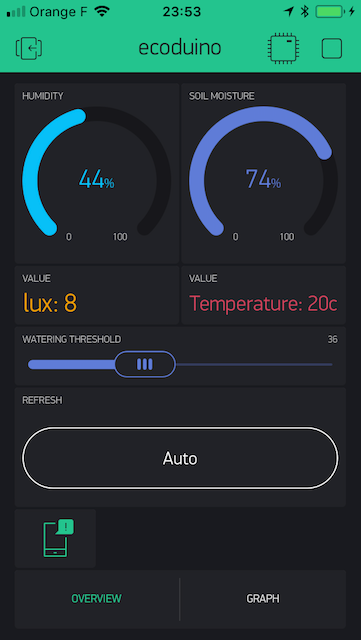 Orange F 23:53
ecoduino
HUMIDITY SOIL MOISTURE
44% 74%
0 100 0 100
VALUE VALUE
lux: 8 Temperature: 20c
WATERING THRESHOLD 36
REFRESH
Auto
!
OVERVIEW GRAPH